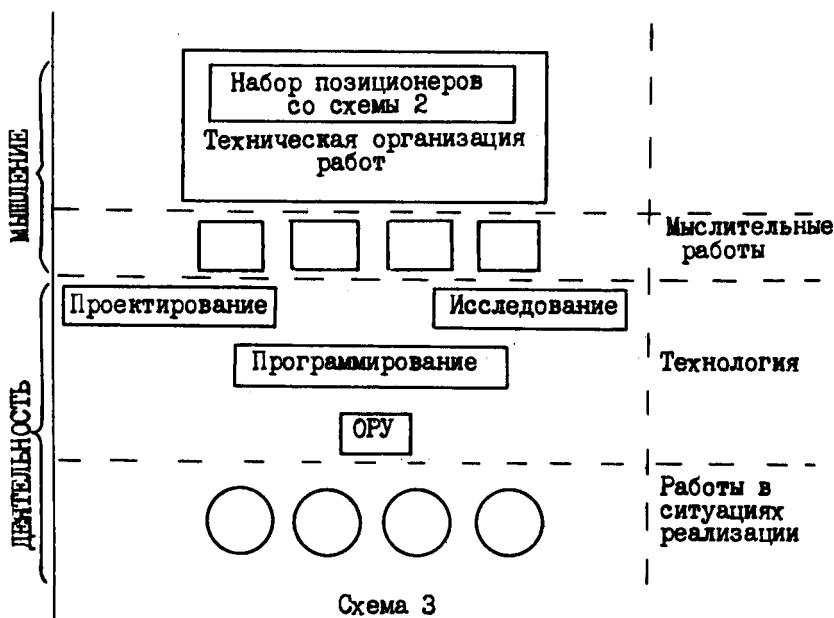 Набор позиционеров
со схемы 2
Техническая организация
работ
МЫШЛЕНИЕ
Мыслительные
работы
Проектирование
Исследование
Программирование
Технология
ОРУ
ДЕЯТЕЛЬНОСТЬ
Работы в
ситуациях
реализации
Схема 3